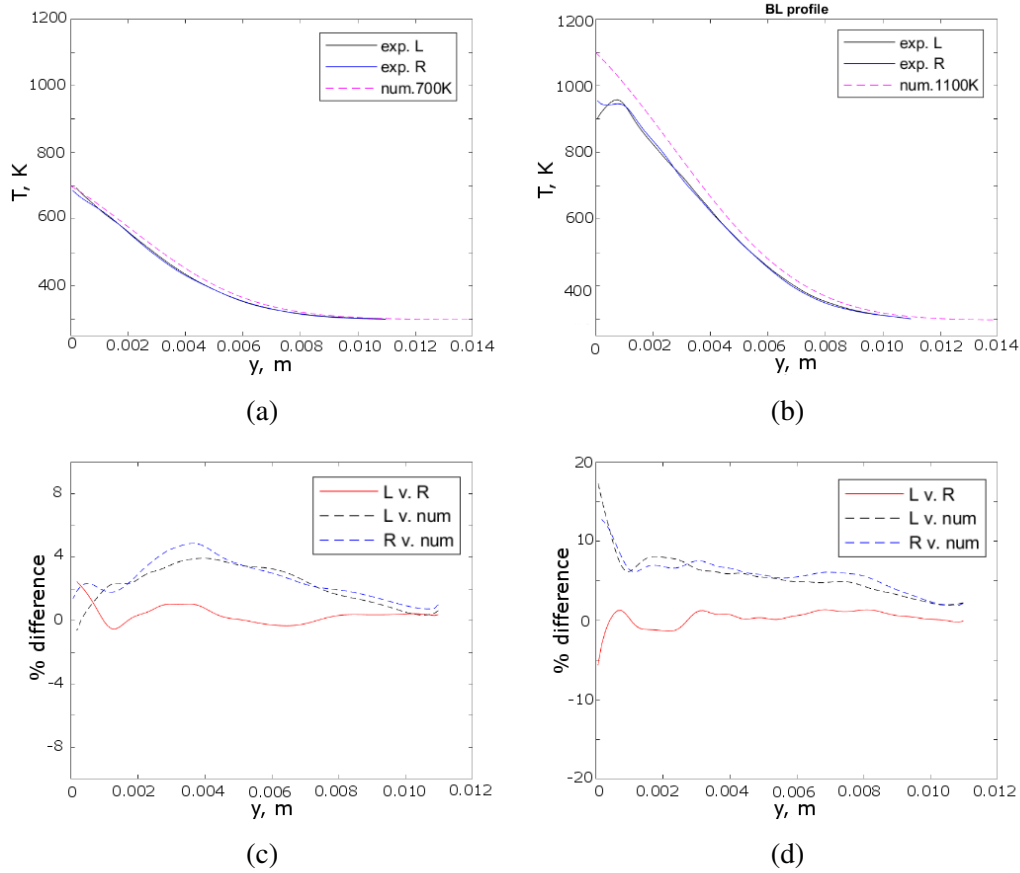 1200
1000
800
600
400
T, K
exp. L
exp. R
num.700K
0
0.002
0.004
0.006
0.008
0.010
0.012
0.014
y, m
(a)
BL profile
1200
1000
800
600
400
T, K
exp. L
exp. R
num.1100K
0
0.002
0.004
0.006
0.008
0.010
0.012
0.014
y, m
(b)
8
4
0
-4
-8
% difference
L v. R
L v. num
R v. num
0
0.002
0.004
0.006
0.008
0.010
0.012
y, m
(c)
20
10
0
-10
-20
% difference
L v. R
L v. num
R v. num
0
0.002
0.004
0.006
0.008
0.010
0.012
y, m
(d)